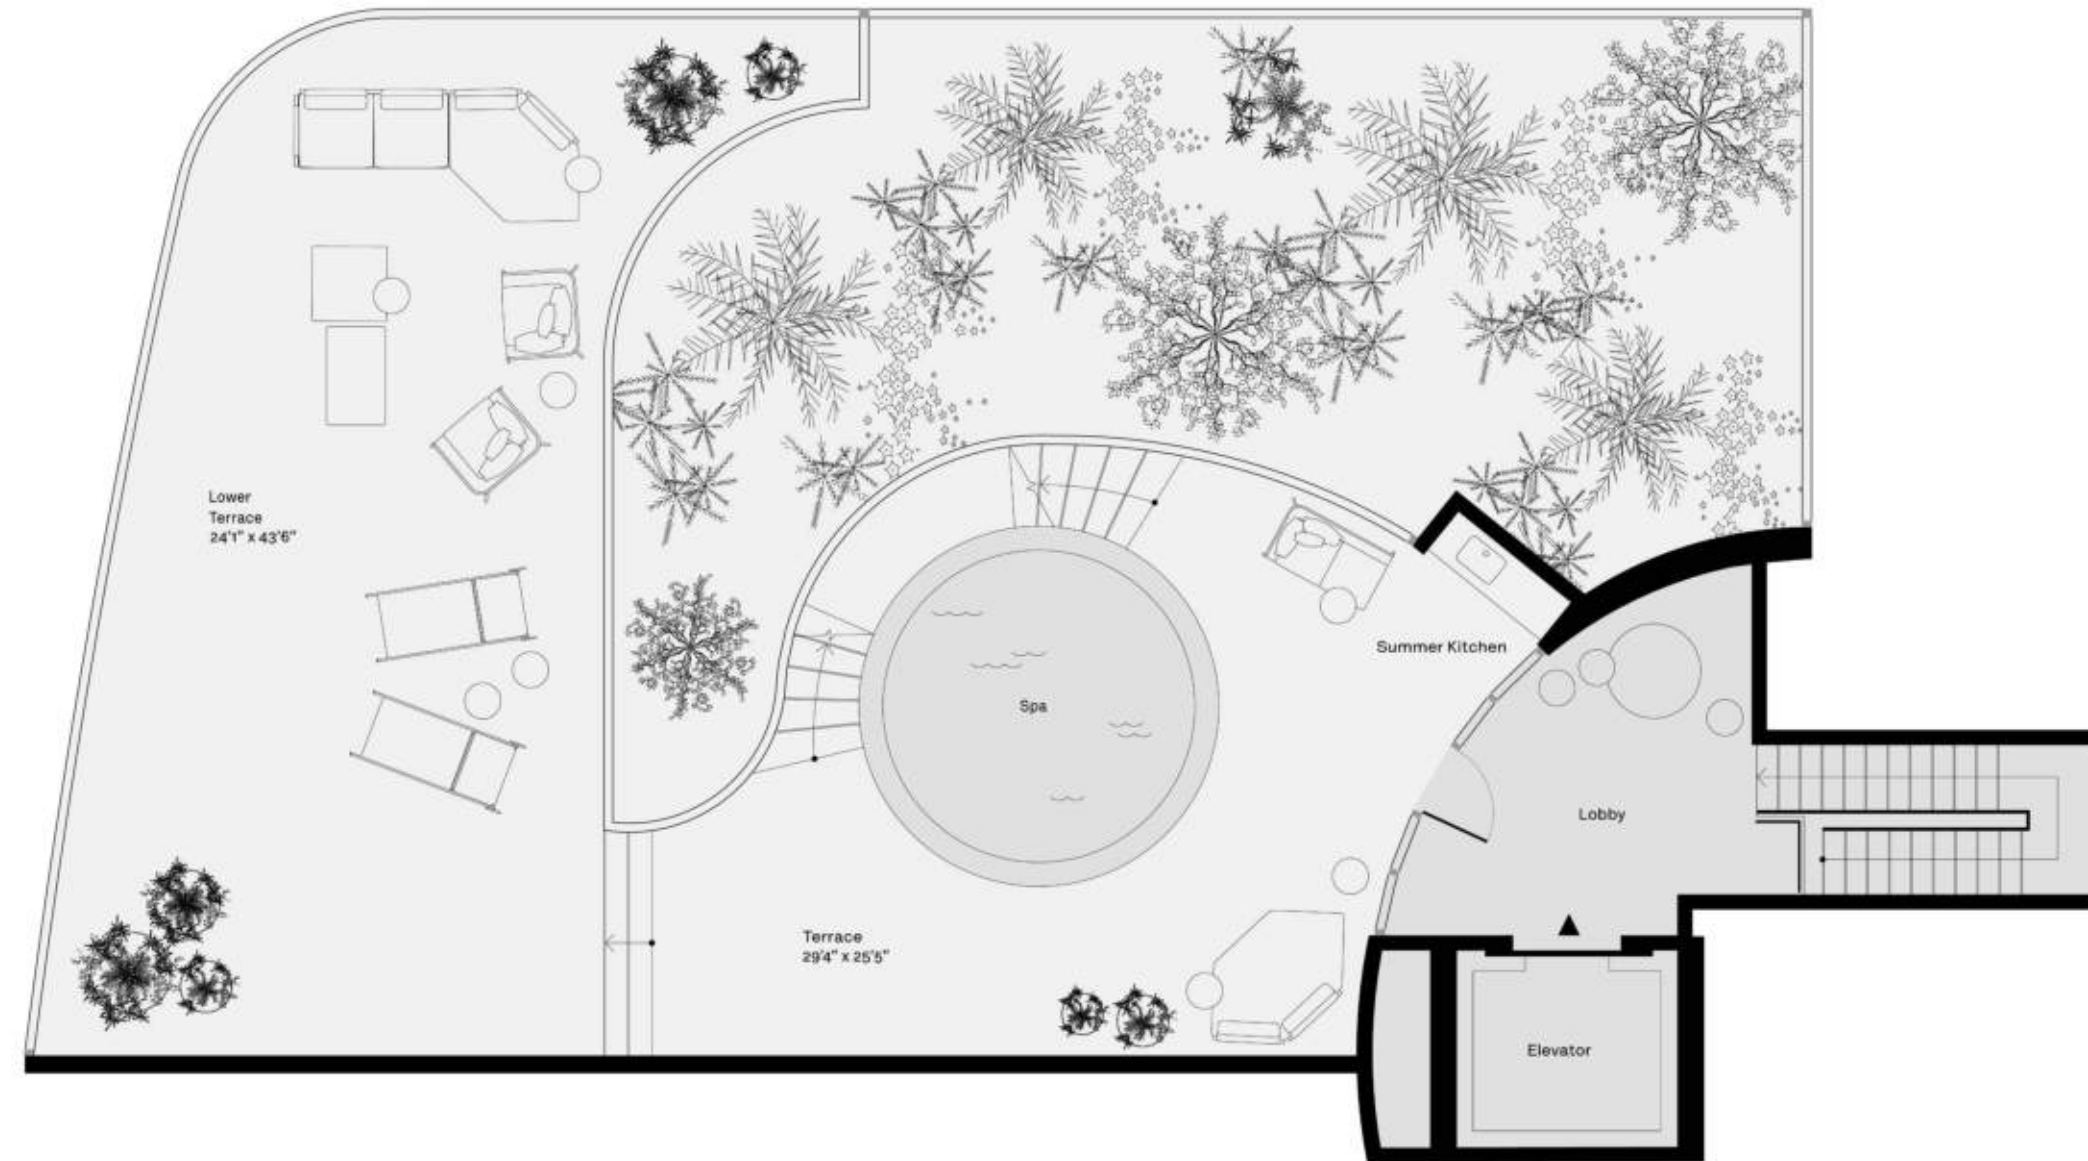 Lower
Terrace
24'1" x 43'6"
Summer Kitchen
Spa
Lobby
Terrace
29'4" x 25'5"
Elevator